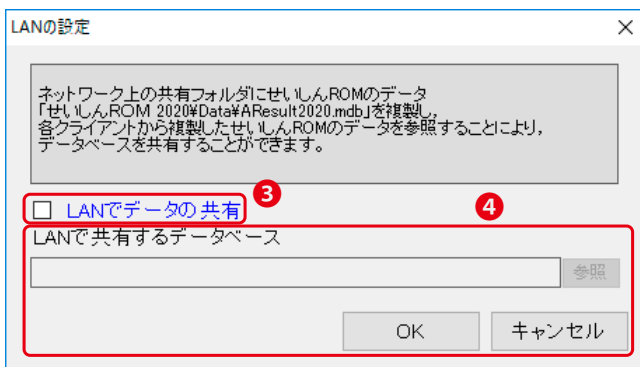 LANの設定
ネットワーク上の共有フォルダにせいしんROMのデータ
「せいしんROM 2020¥Data¥AResult2020.mdb」を複製し,
各クライアントから複製したせいしんROMのデータを参照することにより,
データベースを共有することができます。
LANでデータの共有
3
4
LANで共有するデータベース
参照
OK
キャンセル